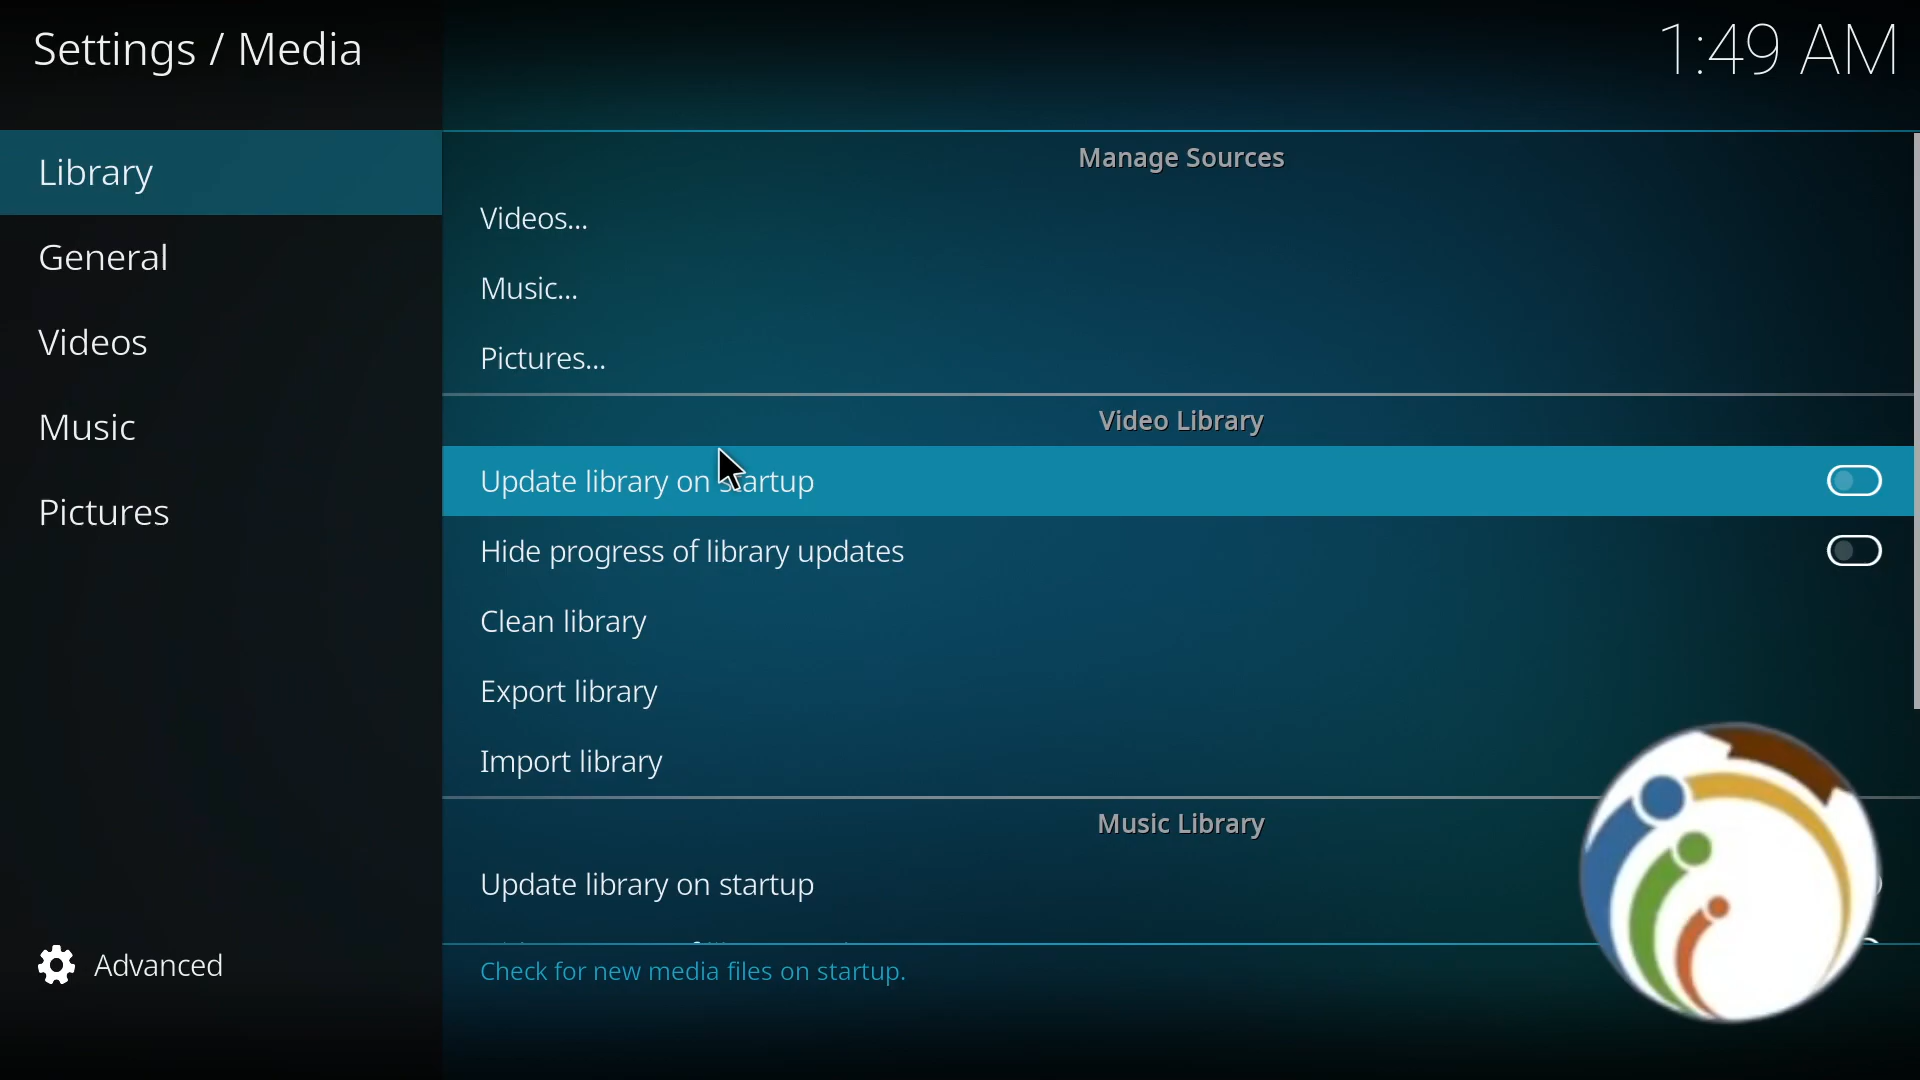 Settings / Media
1:49 AM
Library
General
Videos
Music
Pictures
Advanced
Manage Sources
Videos...
Music...
Pictures...
Video Library
Update library on startup
Hide progress of library updates
Clean library
Export library
Import library
Music Library
Update library on startup
Check for new media files on startup.